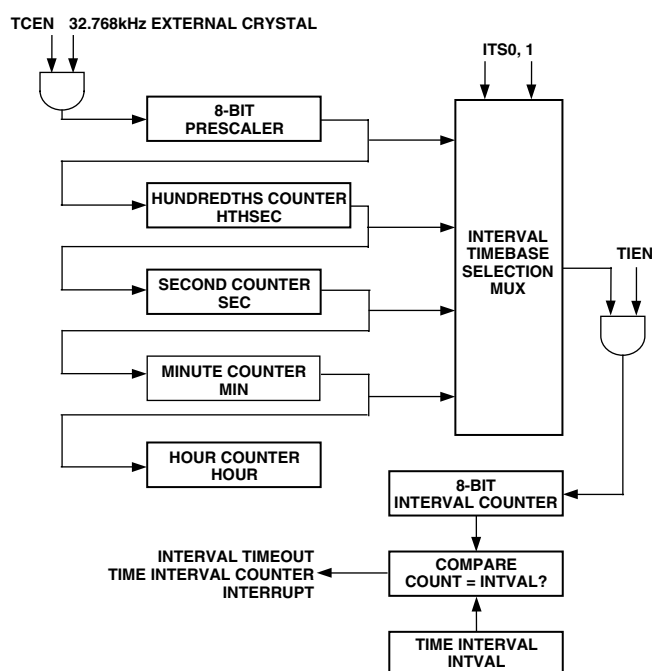 TCEN 32.768kHz EXTERNAL CRYSTAL
ITS0, 1
8-BIT
PRESCALER
HUNDREDTHS COUNTER
HTHSEC
INTERVAL
TIMEBASE
SELECTION
MUX
TIEN
SECOND COUNTER
SEC
MINUTE COUNTER
MIN
HOUR COUNTER
HOUR
8-BIT
INTERVAL COUNTER
INTERVAL TIMEOUT
TIME INTERVAL COUNTER
INTERRUPT
COMPARE
COUNT = INTVAL?
TIME INTERVAL
INTVAL